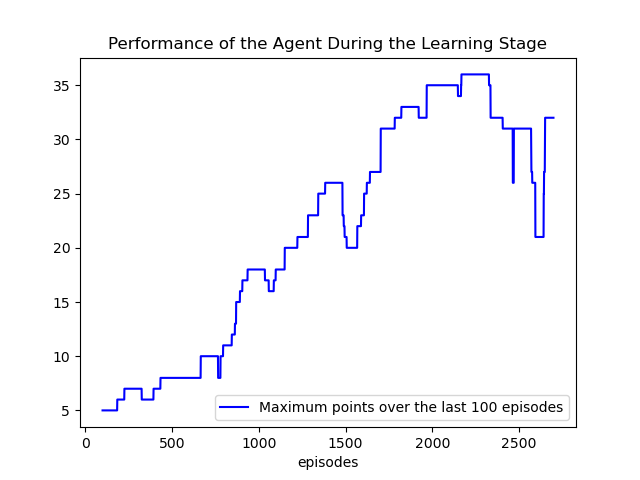 Performance of the Agent During the Learning Stage
35
30
25
20
15
10
5
Maximum points over the last 100 episodes
0 500 1000 1500 2000 2500
episodes